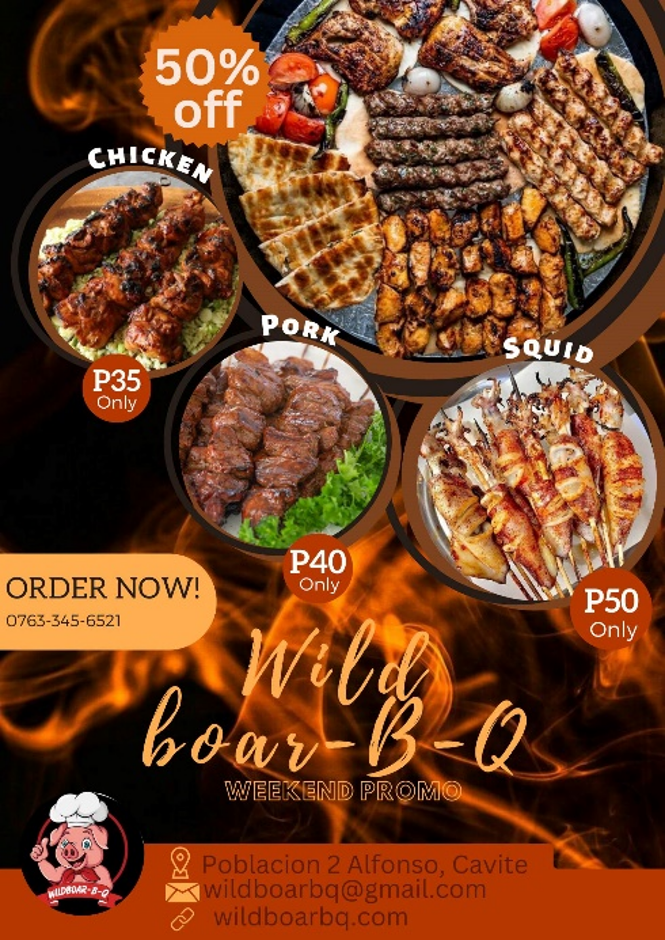 50%
off
CHICKEN
P35
Only
PORK
P40
Only
SQUID
P50
Only
ORDER NOW!
0763-345-6521
Wild
boar-B-Q
WEEKEND PROMO
WILDBOAR-B-Q
Poblacion 2 Alfonso, Cavite
wildboarbq@gmail.com
wildboarbq.com